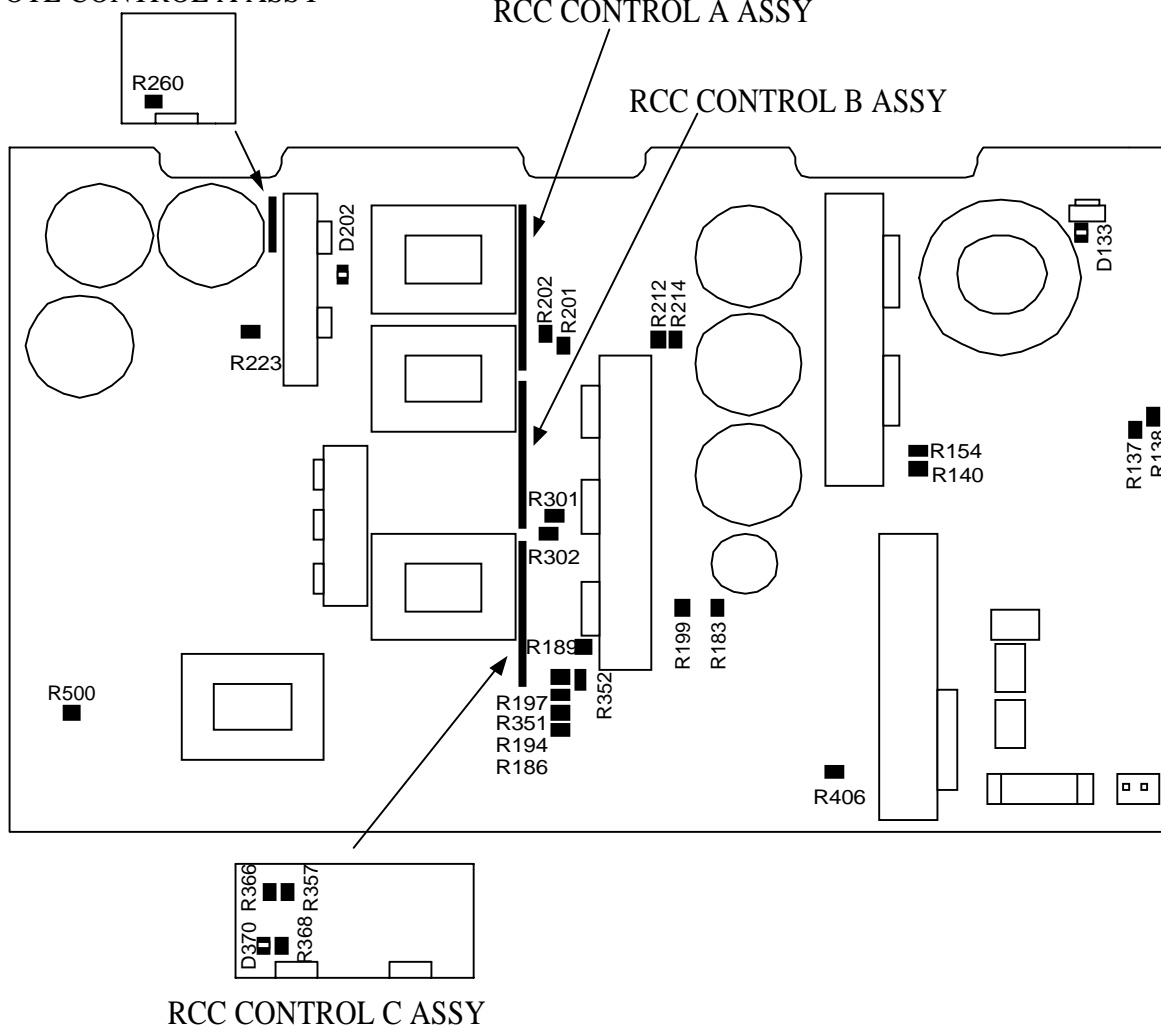 RCC CONTROL A ASSY
R260
RCC CONTROL B ASSY
D202
D133
R202
R201
R212
R214
R223
R137
R138
R154
R140
R301
R302
R189
R199
R183
R352
R500
R197
R351
R194
R186
R406
R366
R357
D370
R368
RCC CONTROL C ASSY